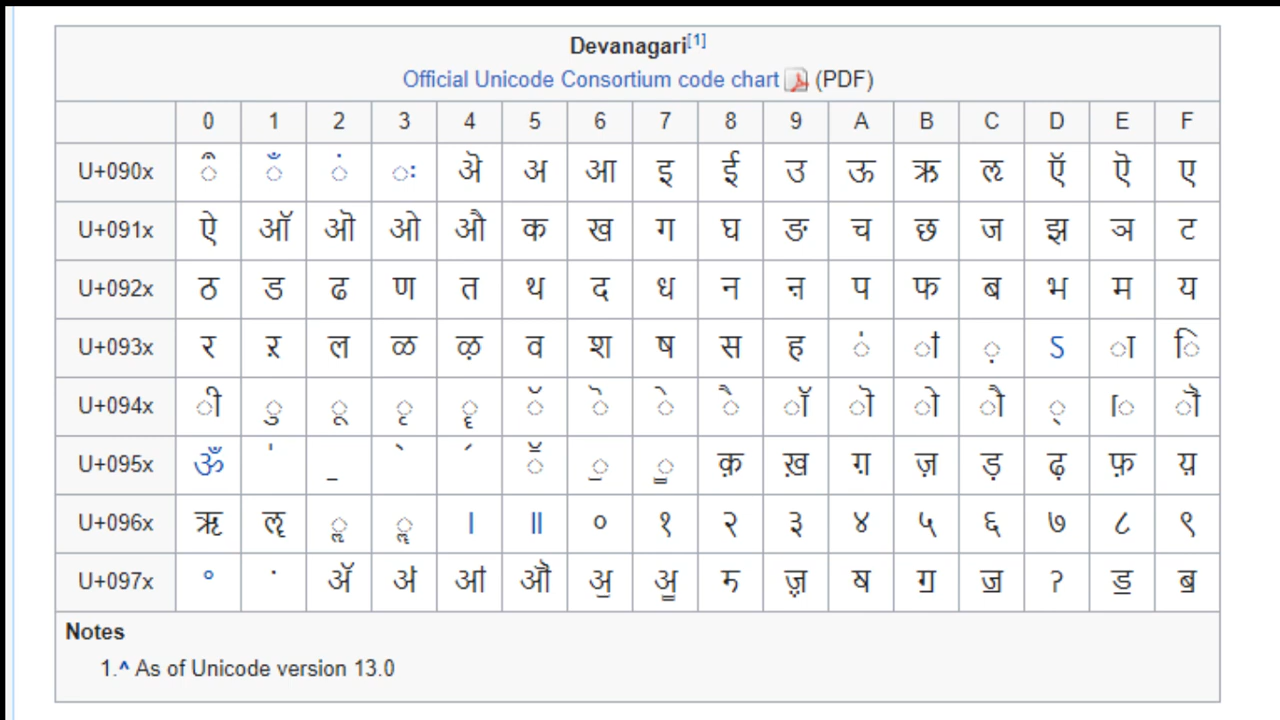 Devanagari[1]
Official Unicode Consortium code chart (PDF)
0 1 2 3 4 5 6 7 8 9 A B C D E F
U+090x ऀ ँ ं ः ऄ अ आ इ ई उ ऊ ऋ ऌ ऍ ऎ ए
U+091x ऐ ऑ ऒ ओ औ क ख ग घ ङ च छ ज झ ञ ट
U+092x ठ ड ढ ण त थ द ध न ऩ प फ ब भ म य
U+093x र ऱ ल ळ ऴ व श ष स ह ऺ ऻ ़ ऽ ा ि
U+094x ी ु ू ृ ॄ ॅ ॆ े ै ॉ ॊ ो ौ ् ॎ ॏ
U+095x ॐ ॑ ॒ ॓ ॔ ॕ ॖ ॗ क़ ख़ ग़ ज़ ड़ ढ़ फ़ य़
U+096x ॠ ॡ ॢ ॣ । ॥ ० १ २ ३ ४ ५ ६ ७ ८ ९
U+097x ॰ ॱ ॲ ॳ ॴ ॵ ॶ ॷ ॸ ॹ ॺ ॻ ॼ ॽ ॾ ॿ
Notes
1.^ As of Unicode version 13.0